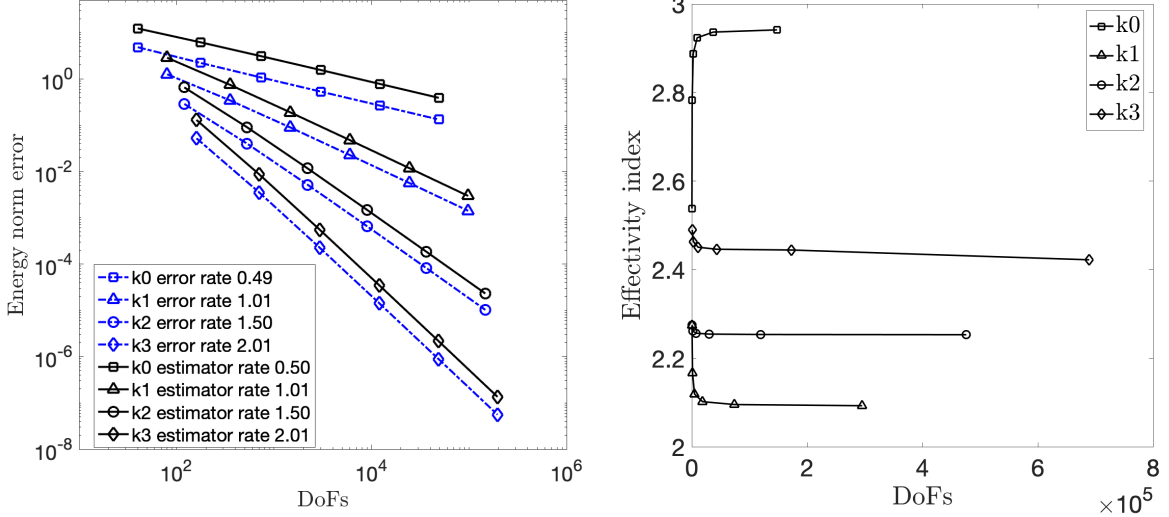 Energy norm error
10^0
10^-2
10^-4
10^-6
10^-8
k0 error rate 0.49
k1 error rate 1.01
k2 error rate 1.50
k3 error rate 2.01
k0 estimator rate 0.50
k1 estimator rate 1.01
k2 estimator rate 1.50
k3 estimator rate 2.01
10^2
10^4
10^6
DoFs
Effectivity index
3
2.8
2.6
2.4
2.2
2
k0
k1
k2
k3
0
2
4
6
8
DoFs
×10^5